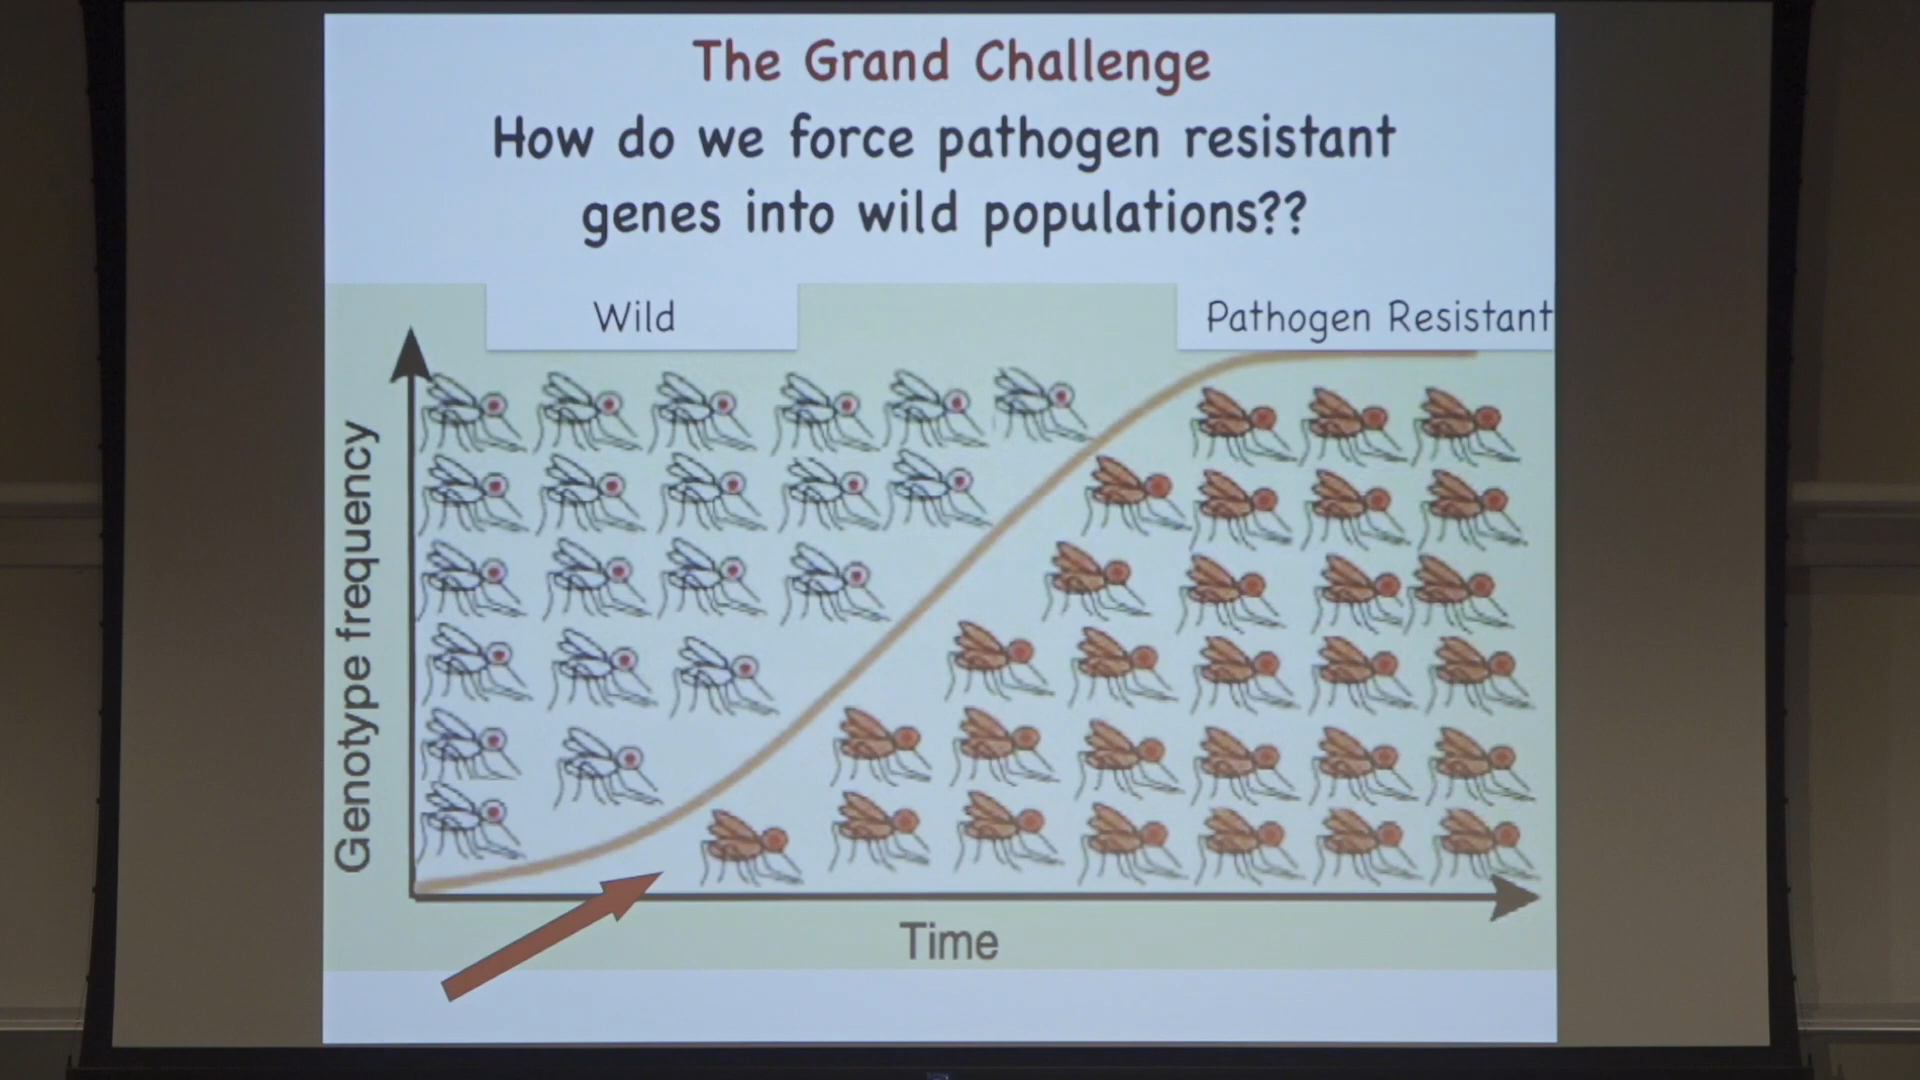 The Grand Challenge
How do we force pathogen resistant
genes into wild populations??
Wild
Pathogen Resistant
Genotype frequency
Time